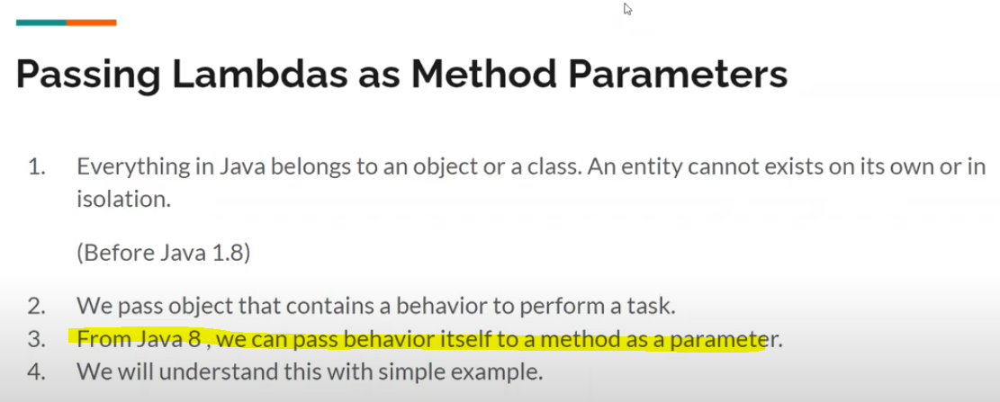 Passing Lambdas as Method Parameters
1. Everything in Java belongs to an object or a class. An entity cannot exists on its own or in
isolation.
(Before Java 1.8)
2. We pass object that contains a behavior to perform a task.
3. From Java 8 , we can pass behavior itself to a method as a parameter.
4. We will understand this with simple example.